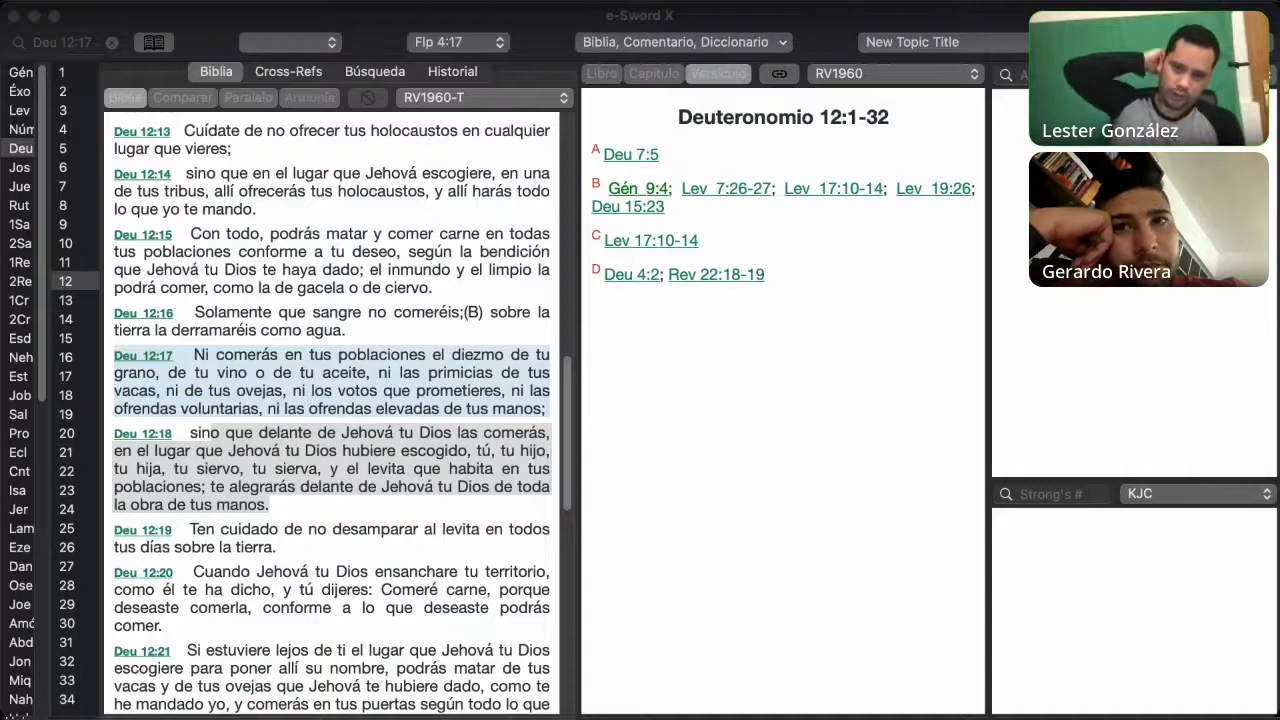 e-Sword X
Deu 12:17
Flp 4:17
Biblia, Comentario, Diccionario
New Topic Title
Biblia
Cross-Refs
Búsqueda
Historial
Biblia
Comparar
Paralalo
Armonía
RV1960-T
Gén
Éxo
Lev
Núm
Deu
Jos
Jue
Rut
1Sa
2Sa
1Re
2Re
1Cr
2Cr
Esd
Neh
Est
Job
Sal
Pro
Ecl
Cnt
Isa
Jer
Lam
Eze
Dan
Ose
Joe
Amó
Abd
Jon
Miq
Nah
1
2
3
4
5
6
7
8
9
10
11
12
13
14
15
16
17
18
19
20
21
22
23
24
25
26
27
28
29
30
31
32
33
34
Deu 12:13 Cuídate de no ofrecer tus holocaustos en cualquier
lugar que vieres;
Deu 12:14 sino que en el lugar que Jehová escogiere, en una
de tus tribus, allí ofrecerás tus holocaustos, y allí harás todo
lo que yo te mando.
Deu 12:15 Con todo, podrás matar y comer carne en todas
tus poblaciones conforme a tu deseo, según la bendición
que Jehová tu Dios te haya dado; el inmundo y el limpio la
podrá comer, como la de gacela o de ciervo.
Deu 12:16 Solamente que sangre no comeréis;(B) sobre la
tierra la derramaréis como agua.
Deu 12:17 Ni comerás en tus poblaciones el diezmo de tu
grano, de tu vino o de tu aceite, ni las primicias de tus
vacas, ni de tus ovejas, ni los votos que prometieres, ni las
ofrendas voluntarias, ni las ofrendas elevadas de tus manos;
Deu 12:18 sino que delante de Jehová tu Dios las comerás,
en el lugar que Jehová tu Dios hubiere escogido, tú, tu hijo,
tu hija, tu siervo, tu sierva, y el levita que habita en tus
poblaciones; te alegrarás delante de Jehová tu Dios de toda
la obra de tus manos.
Deu 12:19 Ten cuidado de no desamparar al levita en todos
tus días sobre la tierra.
Deu 12:20 Cuando Jehová tu Dios ensanchare tu territorio,
como él te ha dicho, y tú dijeres: Comeré carne, porque
deseaste comerla, conforme a lo que deseaste podrás
comer.
Deu 12:21 Si estuviere lejos de ti el lugar que Jehová tu Dios
escogiere para poner allí su nombre, podrás matar de tus
vacas y de tus ovejas que Jehová te hubiere dado, como te
he mandado yo, y comerás en tus puertas según todo lo que
Libro
Capítulo
Versículo
RV1960
Deuteronomio 12:1-32
A Deu 7:5
B Gén 9:4; Lev 7:26-27; Lev 17:10-14; Lev 19:26;
Deu 15:23
C Lev 17:10-14
D Deu 4:2; Rev 22:18-19
Strong's #
KJC
Lester González
Gerardo Rivera